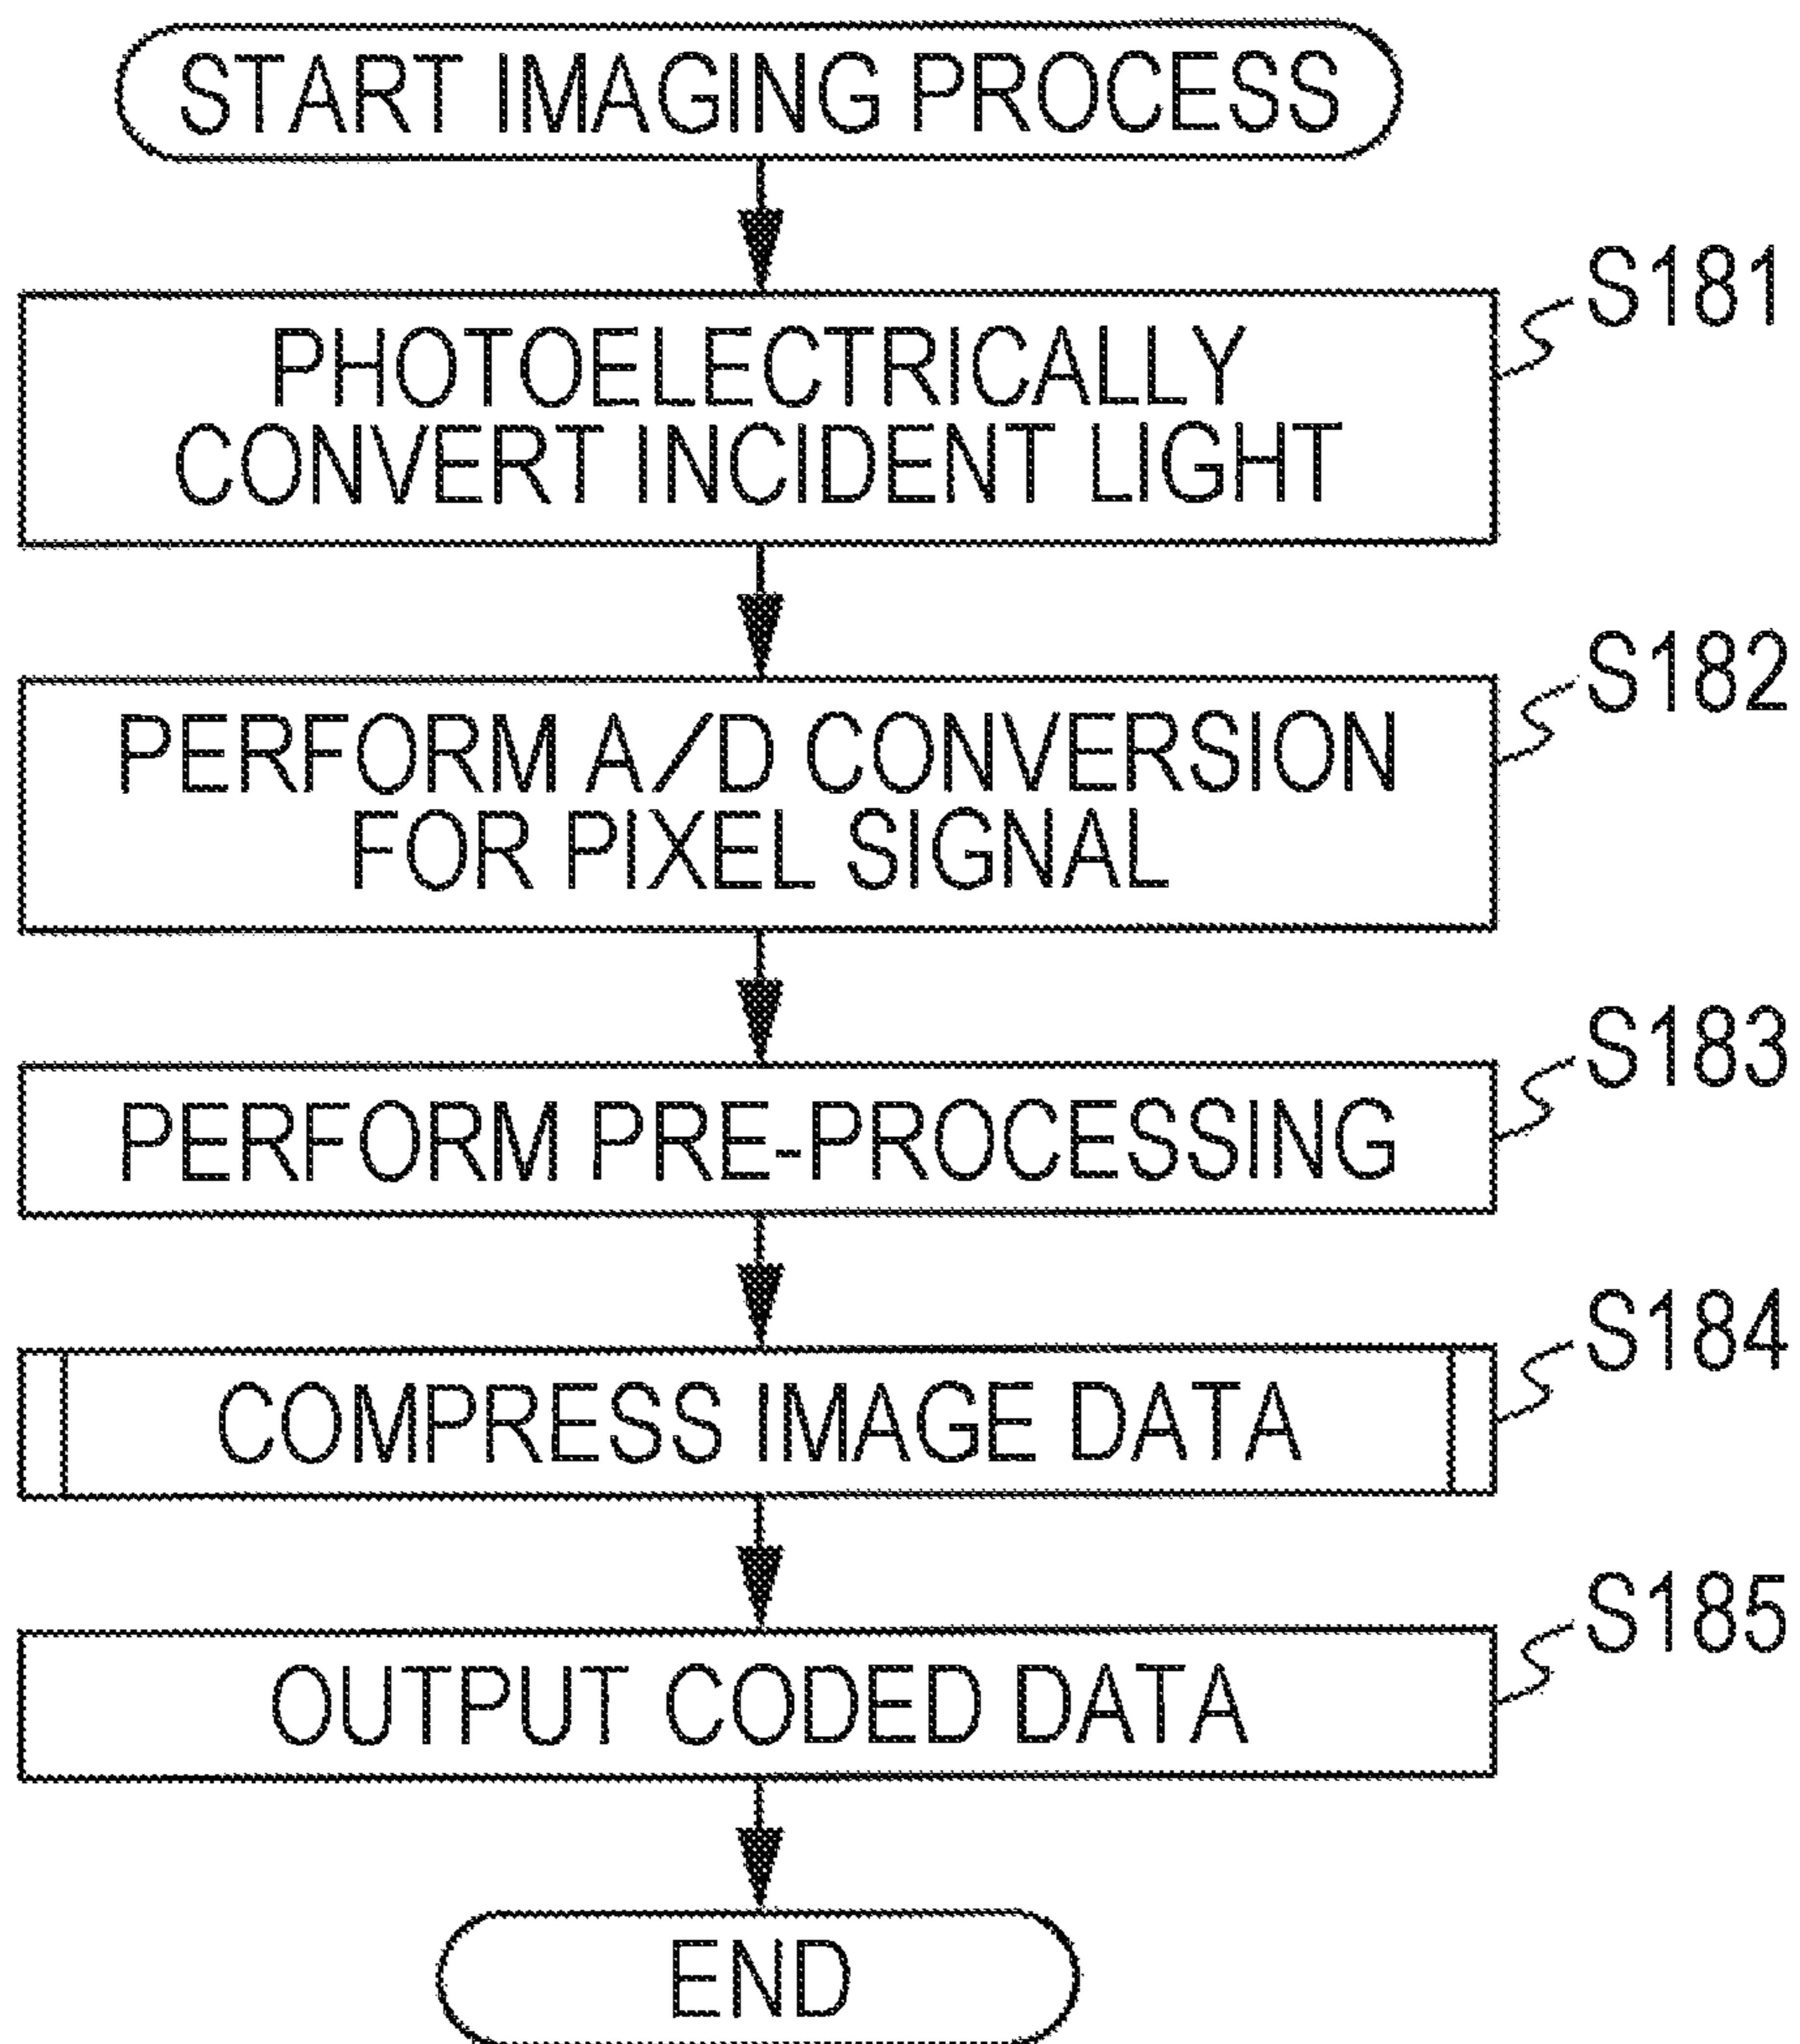 START IMAGING PROCESS
S181
PHOTOELECTRICALLY
CONVERT INCIDENT LIGHT
S182
PERFORM A/D CONVERSION
FOR PIXEL SIGNAL
S183
PERFORM PRE-PROCESSING
S184
COMPRESS IMAGE DATA
S185
OUTPUT CODED DATA
END